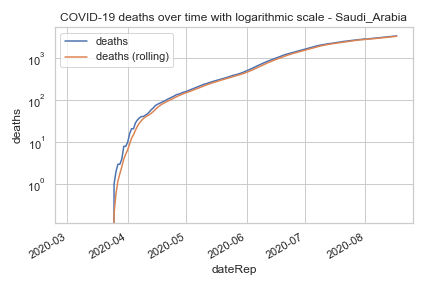 COVID-19 deaths over time with logarithmic scale - Saudi_Arabia
deaths
deaths (rolling)
10³
10²
10¹
10⁰
deaths
2020-03
2020-04
2020-05
2020-06
2020-07
2020-08
dateRep